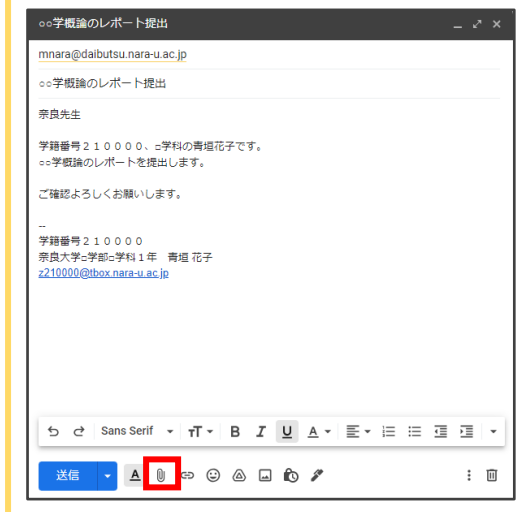 ○○学概論のレポート提出
mnara@daibutsu.nara-u.ac.jp
○○学概論のレポート提出
奈良先生
学籍番号２１００００、□学科の青垣花子です。
○○学概論のレポートを提出します。
ご確認よろしくお願いします。
--
学籍番号２１００００
奈良大学□学部□学科１年　青垣 花子
z210000@tbox.nara-u.ac.jp
Sans Serif
送信